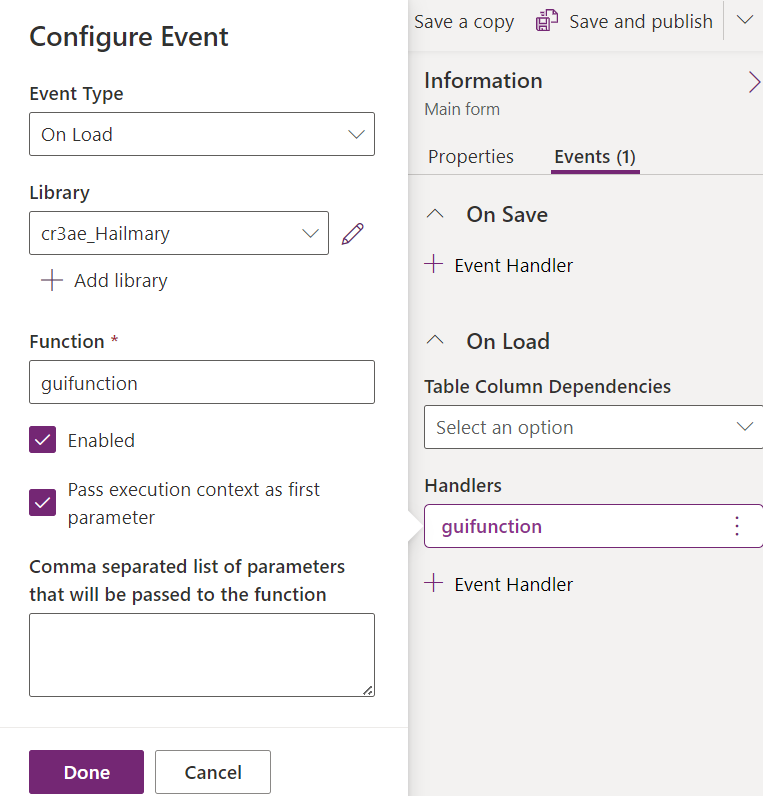 Configure Event
Event Type
On Load
Library
cr3ae_Hailmary
Add library
Function *
guifunction
Enabled
Pass execution context as first
parameter
Comma separated list of parameters
that will be passed to the function
Done
Cancel
Save a copy
Save and publish
Information
Main form
Properties
Events (1)
On Save
Event Handler
On Load
Table Column Dependencies
Select an option
Handlers
guifunction
Event Handler